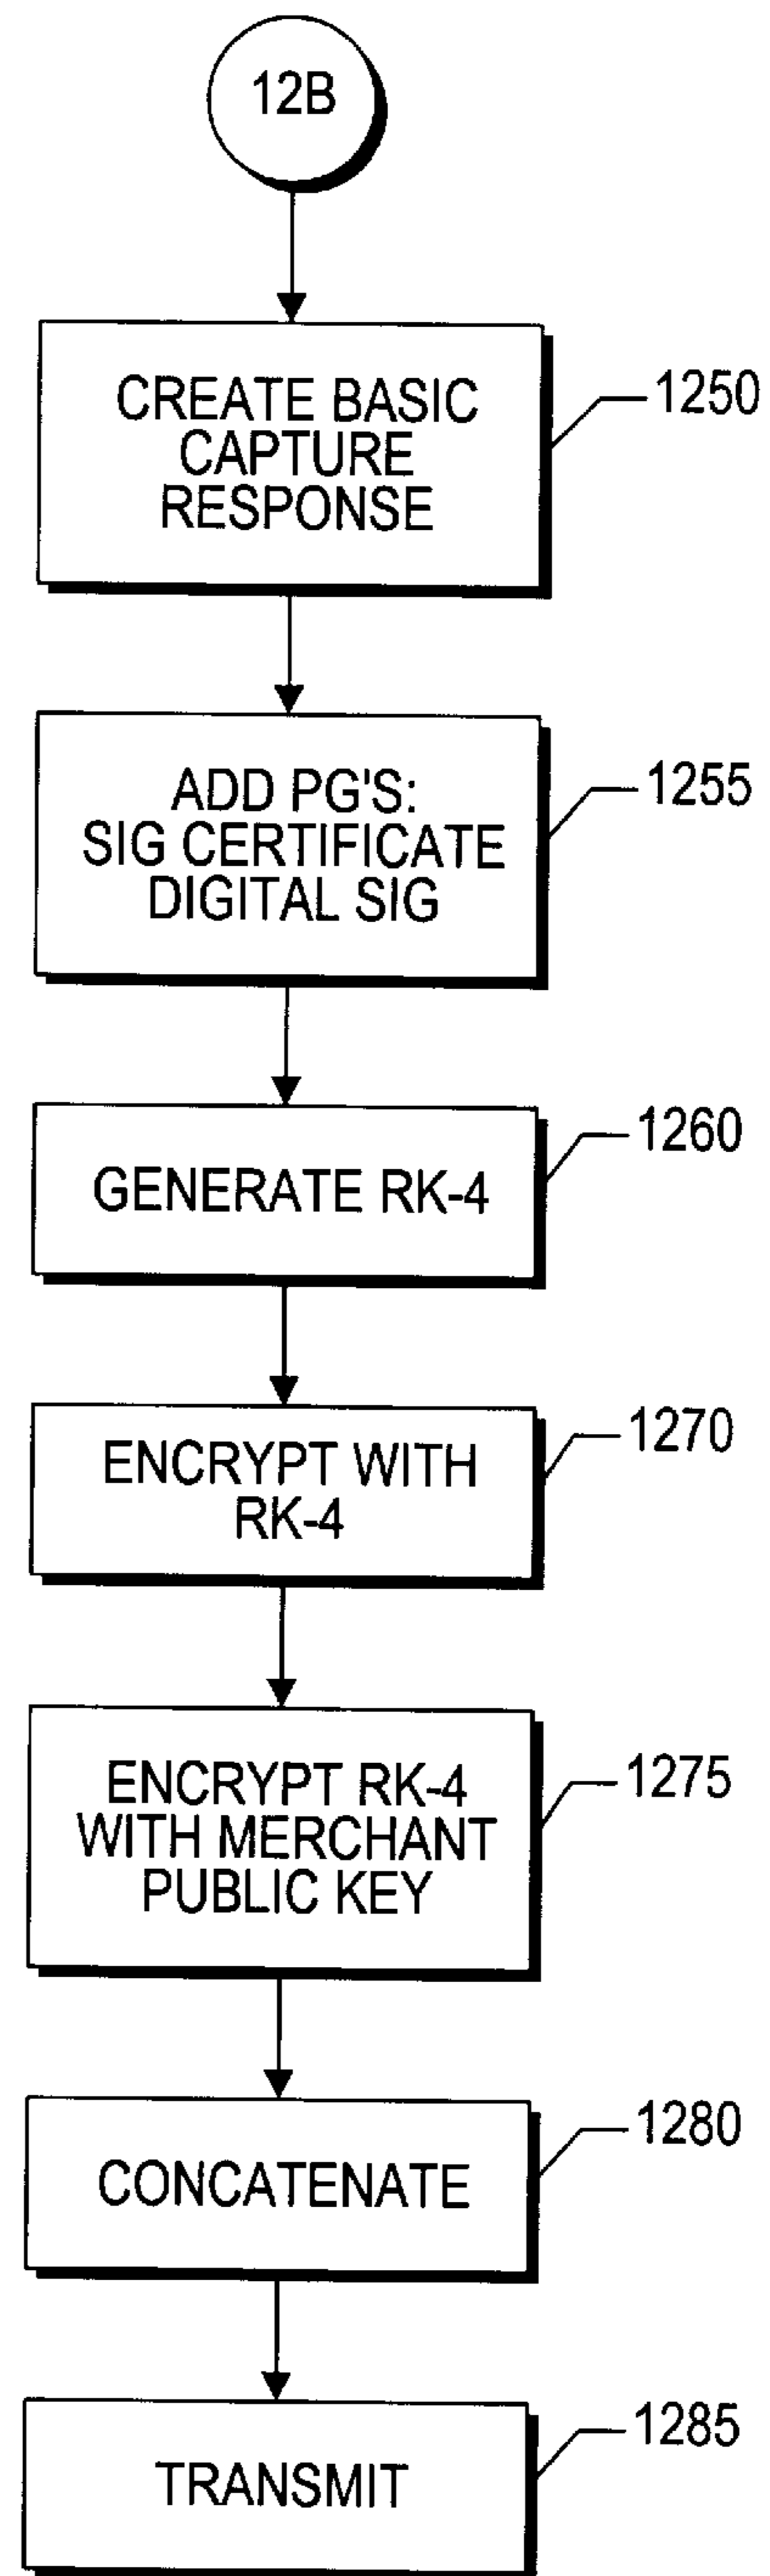 12B
CREATE BASIC
CAPTURE
RESPONSE
1250
ADD PG'S:
SIG CERTIFICATE
DIGITAL SIG
1255
GENERATE RK-4
1260
ENCRYPT WITH
RK-4
1270
ENCRYPT RK-4
WITH MERCHANT
PUBLIC KEY
1275
CONCATENATE
1280
TRANSMIT
1285